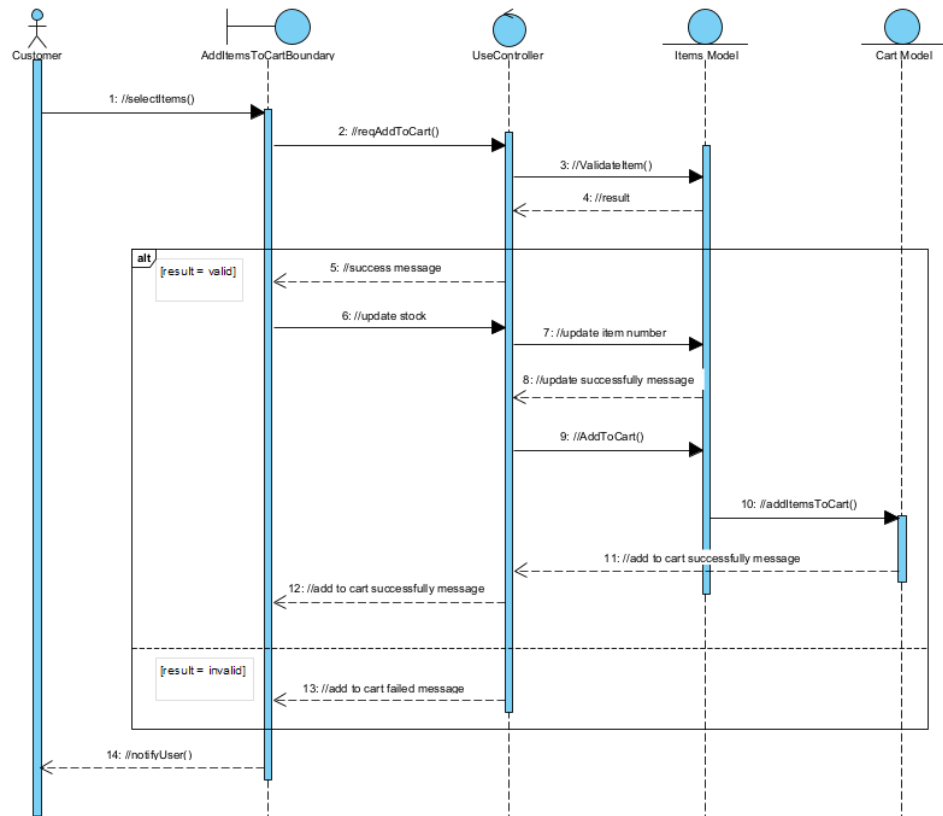 Customer
AddItemsToCartBoundary
UseController
Items Model
Cart Model
1: //selectItems()
2: //reqAddToCart()
3: //ValidateItem()
4: //result
alt
[result = valid]
5: //success message
6: //update stock
7: //update item number
8: //update successfully message
9: //AddToCart()
10: //addItemsToCart()
11: //add to cart successfully message
12: //add to cart successfully message
[result = invalid]
13: //add to cart failed message
14: //notifyUser()